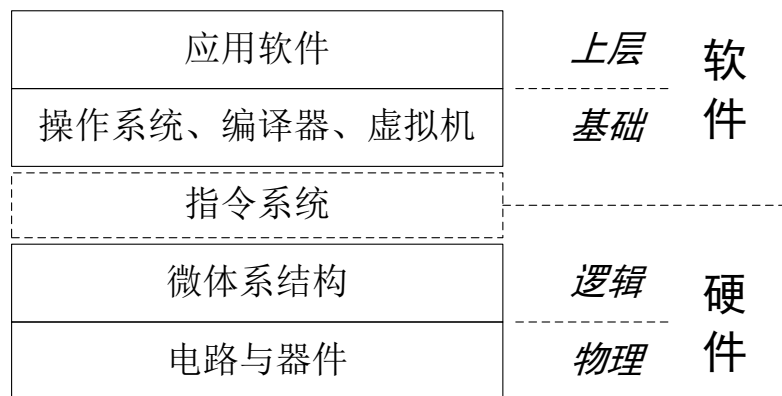 应用软件
上层
操作系统、编译器、虚拟机
基础
软件
指令系统
微体系结构
逻辑
电路与器件
物理
硬件